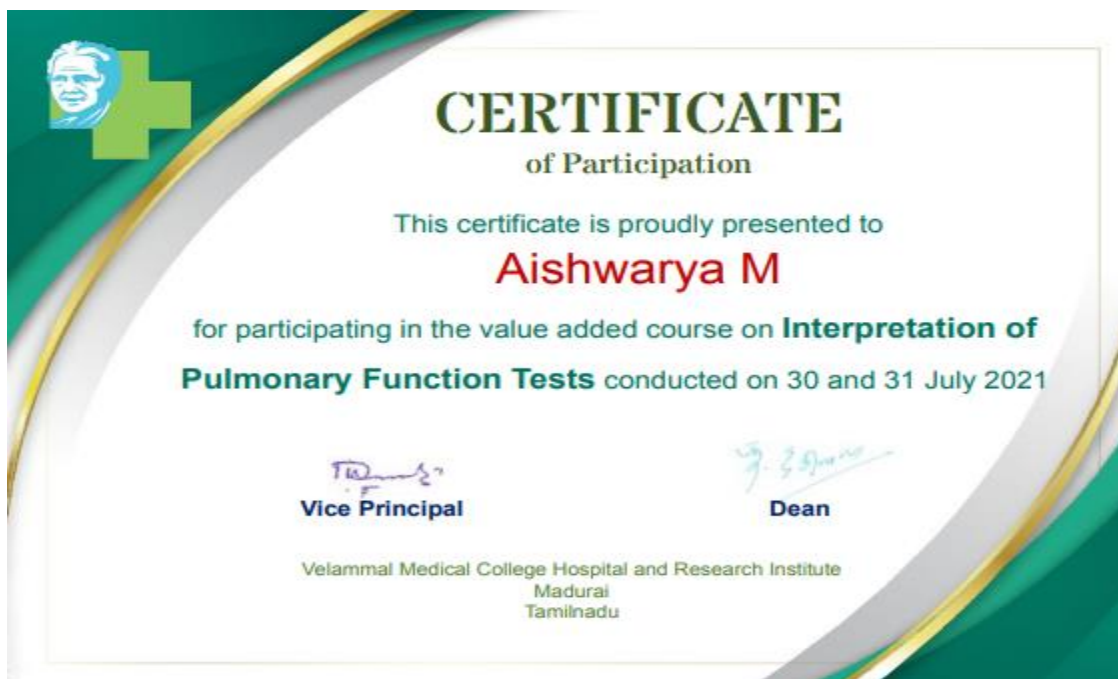 CERTIFICATE
of Participation
This certificate is proudly presented to
Aishwarya M
for participating in the value added course on Interpretation of
Pulmonary Function Tests conducted on 30 and 31 July 2021
Vice Principal
Dean
Velammal Medical College Hospital and Research Institute
Madurai
Tamilnadu